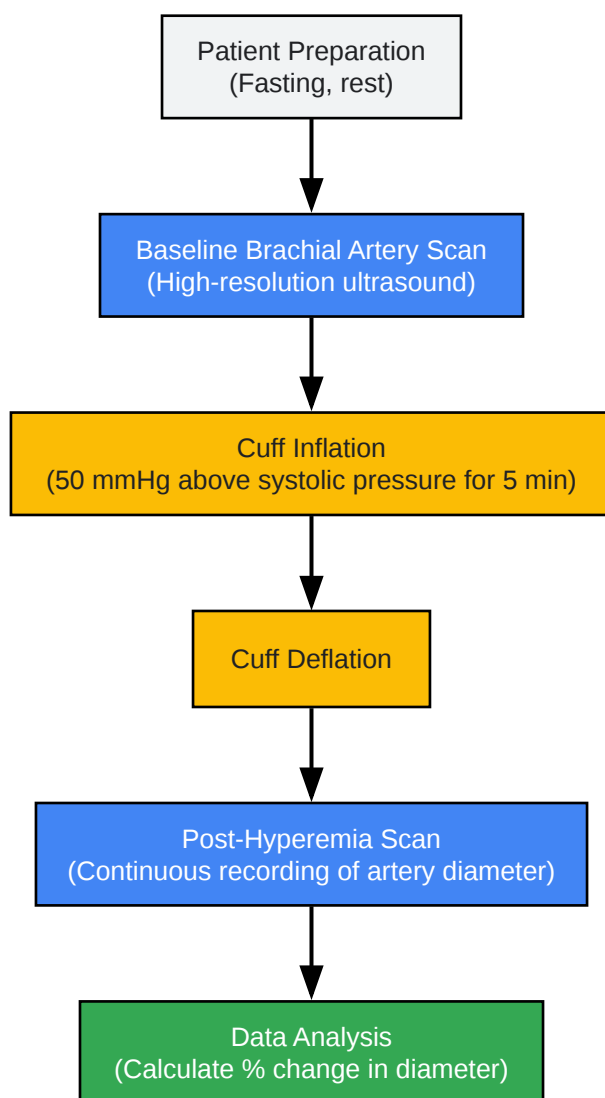 Patient Preparation
(Fasting, rest)
Baseline Brachial Artery Scan
(High-resolution ultrasound)
Cuff Inflation
(50 mmHg above systolic pressure for 5 min)
Cuff Deflation
Post-Hyperemia Scan
(Continuous recording of artery diameter)
Data Analysis
(Calculate % change in diameter)